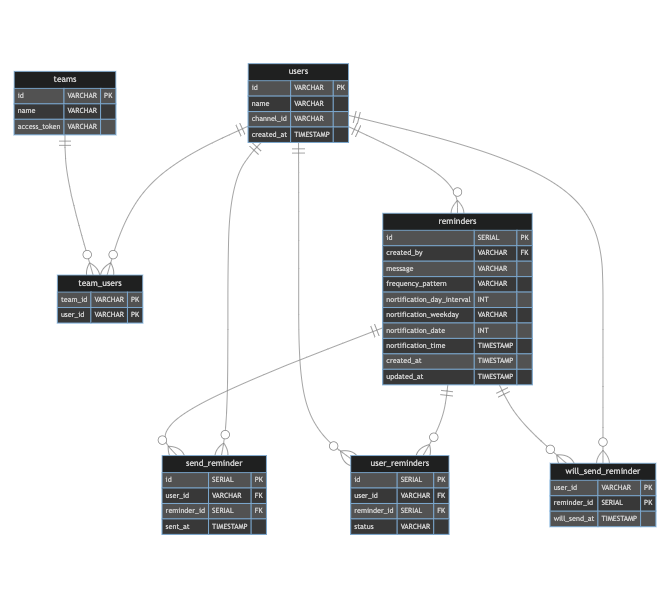 teams
id VARCHAR PK
name VARCHAR
access_token VARCHAR
users
id VARCHAR PK
name VARCHAR
channel_id VARCHAR
created_at TIMESTAMP
reminders
id SERIAL PK
created_by VARCHAR FK
message VARCHAR
frequency_pattern VARCHAR
nortification_day_interval INT
nortification_weekday VARCHAR
nortification_date INT
nortification_time TIMESTAMP
created_at TIMESTAMP
updated_at TIMESTAMP
team_users
team_id VARCHAR PK
user_id VARCHAR PK
send_reminder
id SERIAL PK
user_id VARCHAR FK
reminder_id SERIAL FK
sent_at TIMESTAMP
user_reminders
id SERIAL PK
user_id VARCHAR FK
reminder_id SERIAL FK
status VARCHAR
will_send_reminder
user_id VARCHAR PK
reminder_id SERIAL PK
will_send_at TIMESTAMP